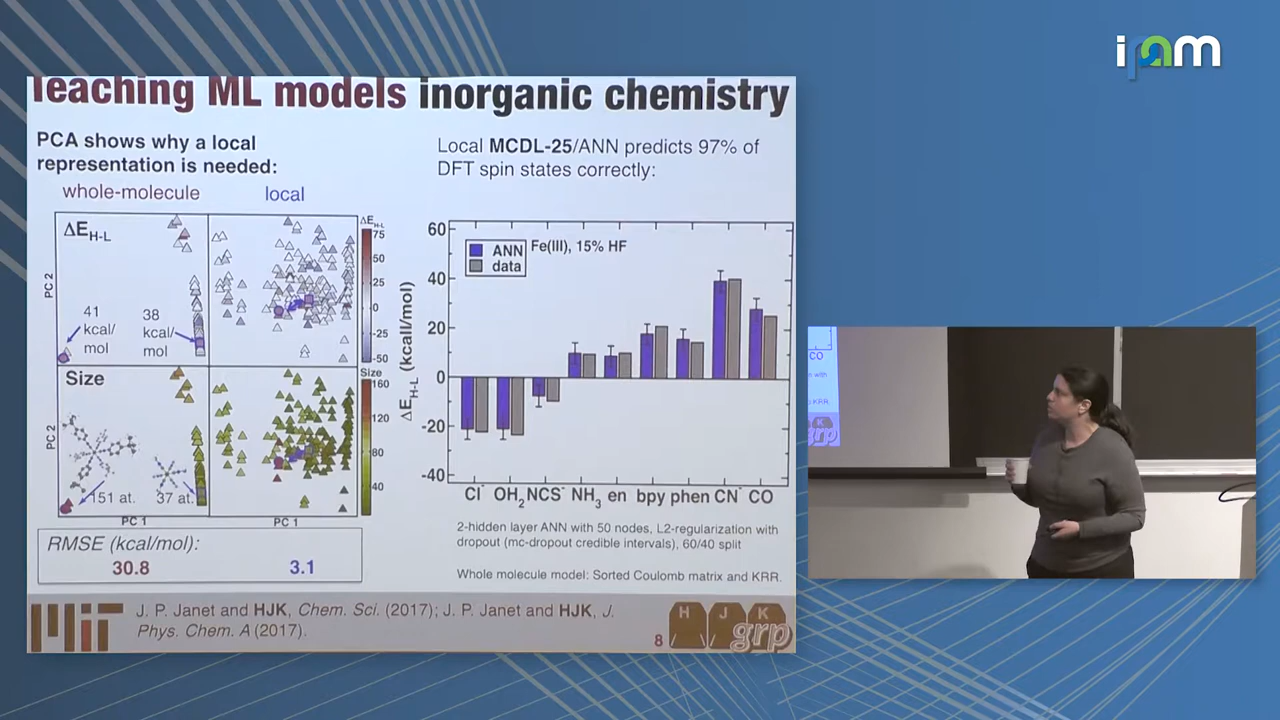 ipam
Teaching ML models inorganic chemistry
PCA shows why a local
representation is needed:
whole-molecule
local
ΔE_H-L
PC 2
41
kcal/
mol
38
kcal/
mol
ΔE_H-L
75
50
25
0
-25
-50
Size
PC 2
151 at.
37 at.
Size
160
120
80
40
PC 1
PC 1
RMSE (kcal/mol):
30.8
3.1
Local MCDL-25/ANN predicts 97% of
DFT spin states correctly:
ΔE_H-L (kcal/mol)
60
40
20
0
-20
-40
ANN
data
Fe(III), 15% HF
Cl⁻ OH₂ NCS⁻ NH₃ en bpy phen CN⁻ CO
2-hidden layer ANN with 50 nodes, L2-regularization with
dropout (mc-dropout credible intervals), 60/40 split
Whole molecule model: Sorted Coulomb matrix and KRR.
MIT
J. P. Janet and HJK, Chem. Sci. (2017); J. P. Janet and HJK, J.
Phys. Chem. A (2017).
8
H J K
grp
CO
n with
KRR.
K
grp